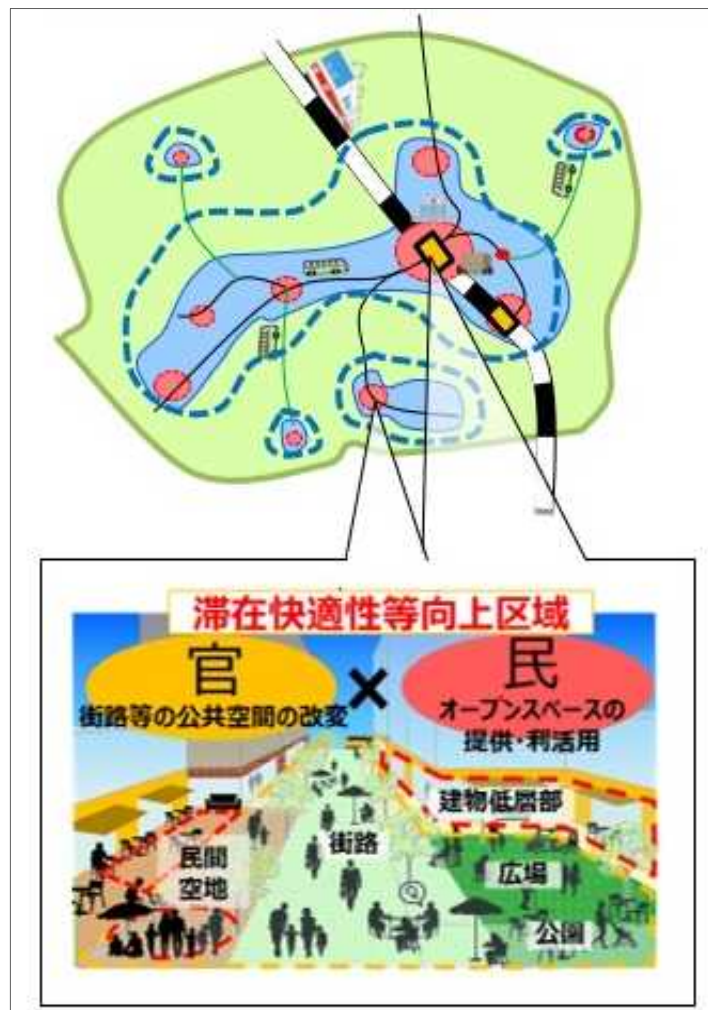 滞在快適性等向上区域
官
街路等の公共空間の改変
×
民
オープンスペースの
提供・利活用
建物低層部
街路
民間
空地
広場
公園